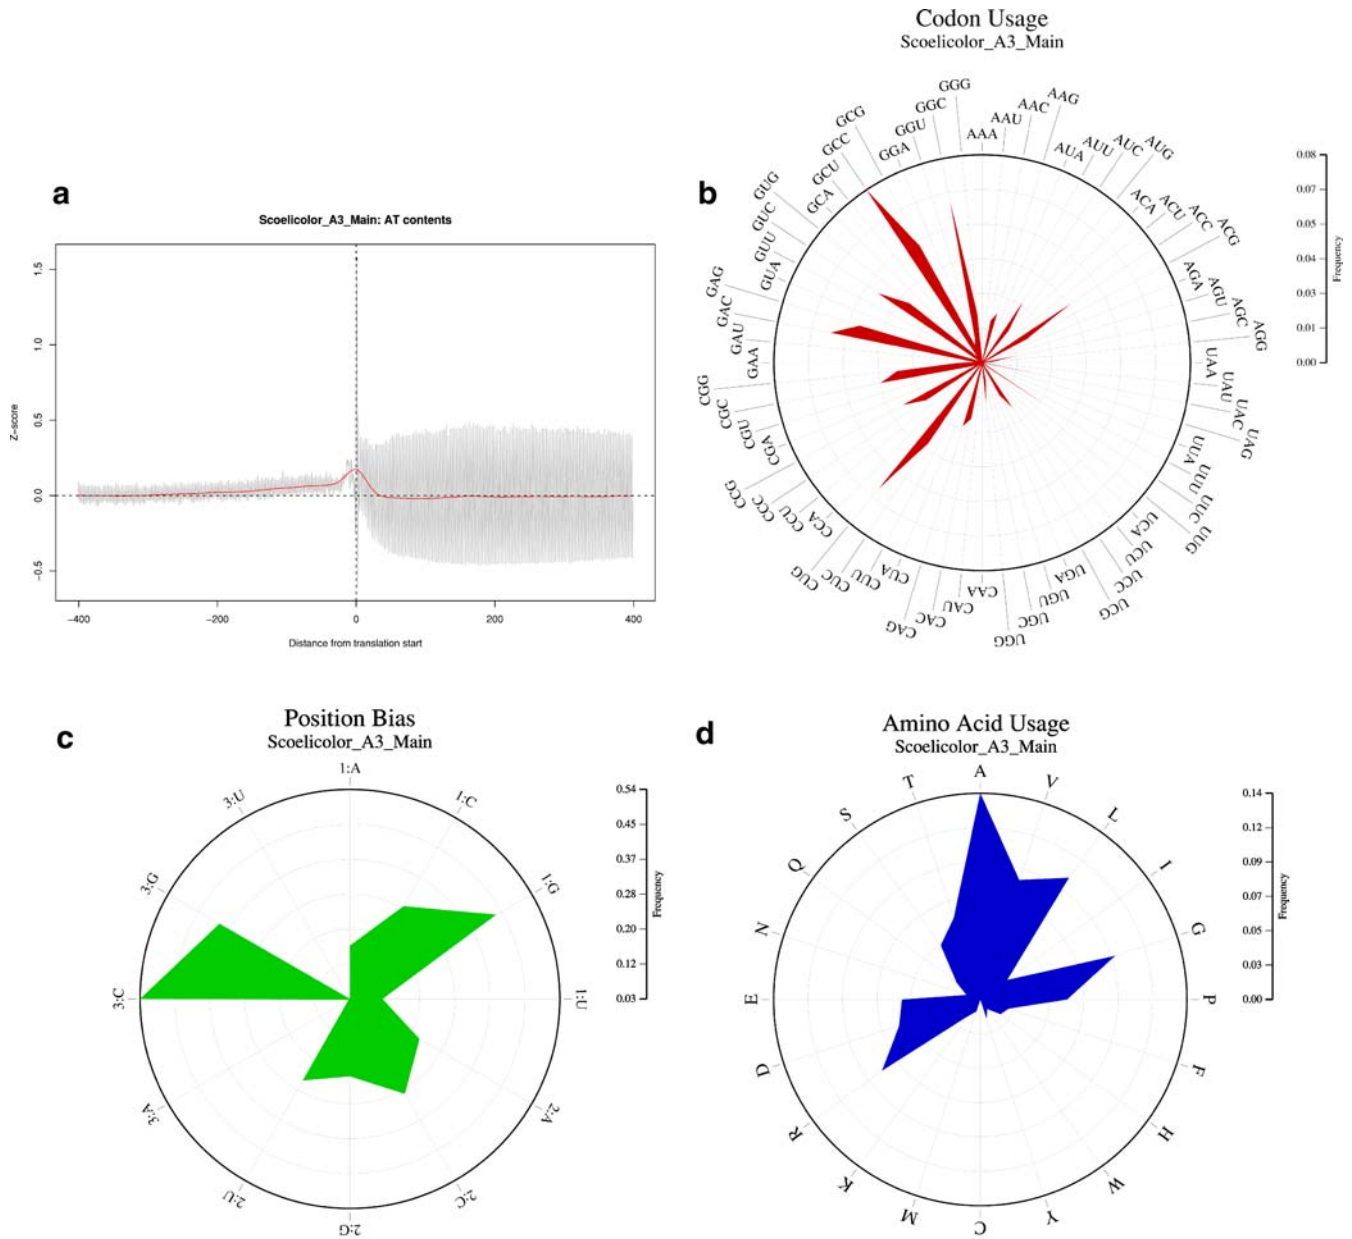 a
Scoelicolor_A3_Main: AT contents
1.5
1.0
0.5
0.0
−0.5
Z−score
−400
−200
0
200
400
Distance from translation start
b
Codon Usage
Scoelicolor_A3_Main
AAA
AAU
AAC
AAG
AUA
AUU
AUC
AUG
ACA
ACU
ACC
ACG
AGA
AGU
AGC
AGG
UAA
UAU
UAC
UAG
UUA
UUU
UUC
UUG
UCA
UCU
UCC
UCG
UGA
UGU
UGC
UGG
CAA
CAU
CAC
CAG
CUA
CUU
CUC
CUG
CCA
CCU
CCC
CCG
CGA
CGU
CGC
CGG
GAA
GAU
GAC
GAG
GUA
GUU
GUC
GUG
GCA
GCU
GCC
GCG
GGA
GGU
GGC
GGG
0.08
0.07
0.05
0.04
0.03
0.01
0.00
Frequency
c
Position Bias
Scoelicolor_A3_Main
1:A
1:C
1:G
1:U
2:A
2:C
2:G
2:U
3:A
3:C
3:G
3:U
0.54
0.45
0.37
0.28
0.20
0.12
0.03
Frequency
d
Amino Acid Usage
Scoelicolor_A3_Main
A
V
L
I
G
P
F
H
W
Y
C
M
K
R
D
E
N
Q
S
T
0.14
0.12
0.09
0.07
0.05
0.03
0.00
Frequency